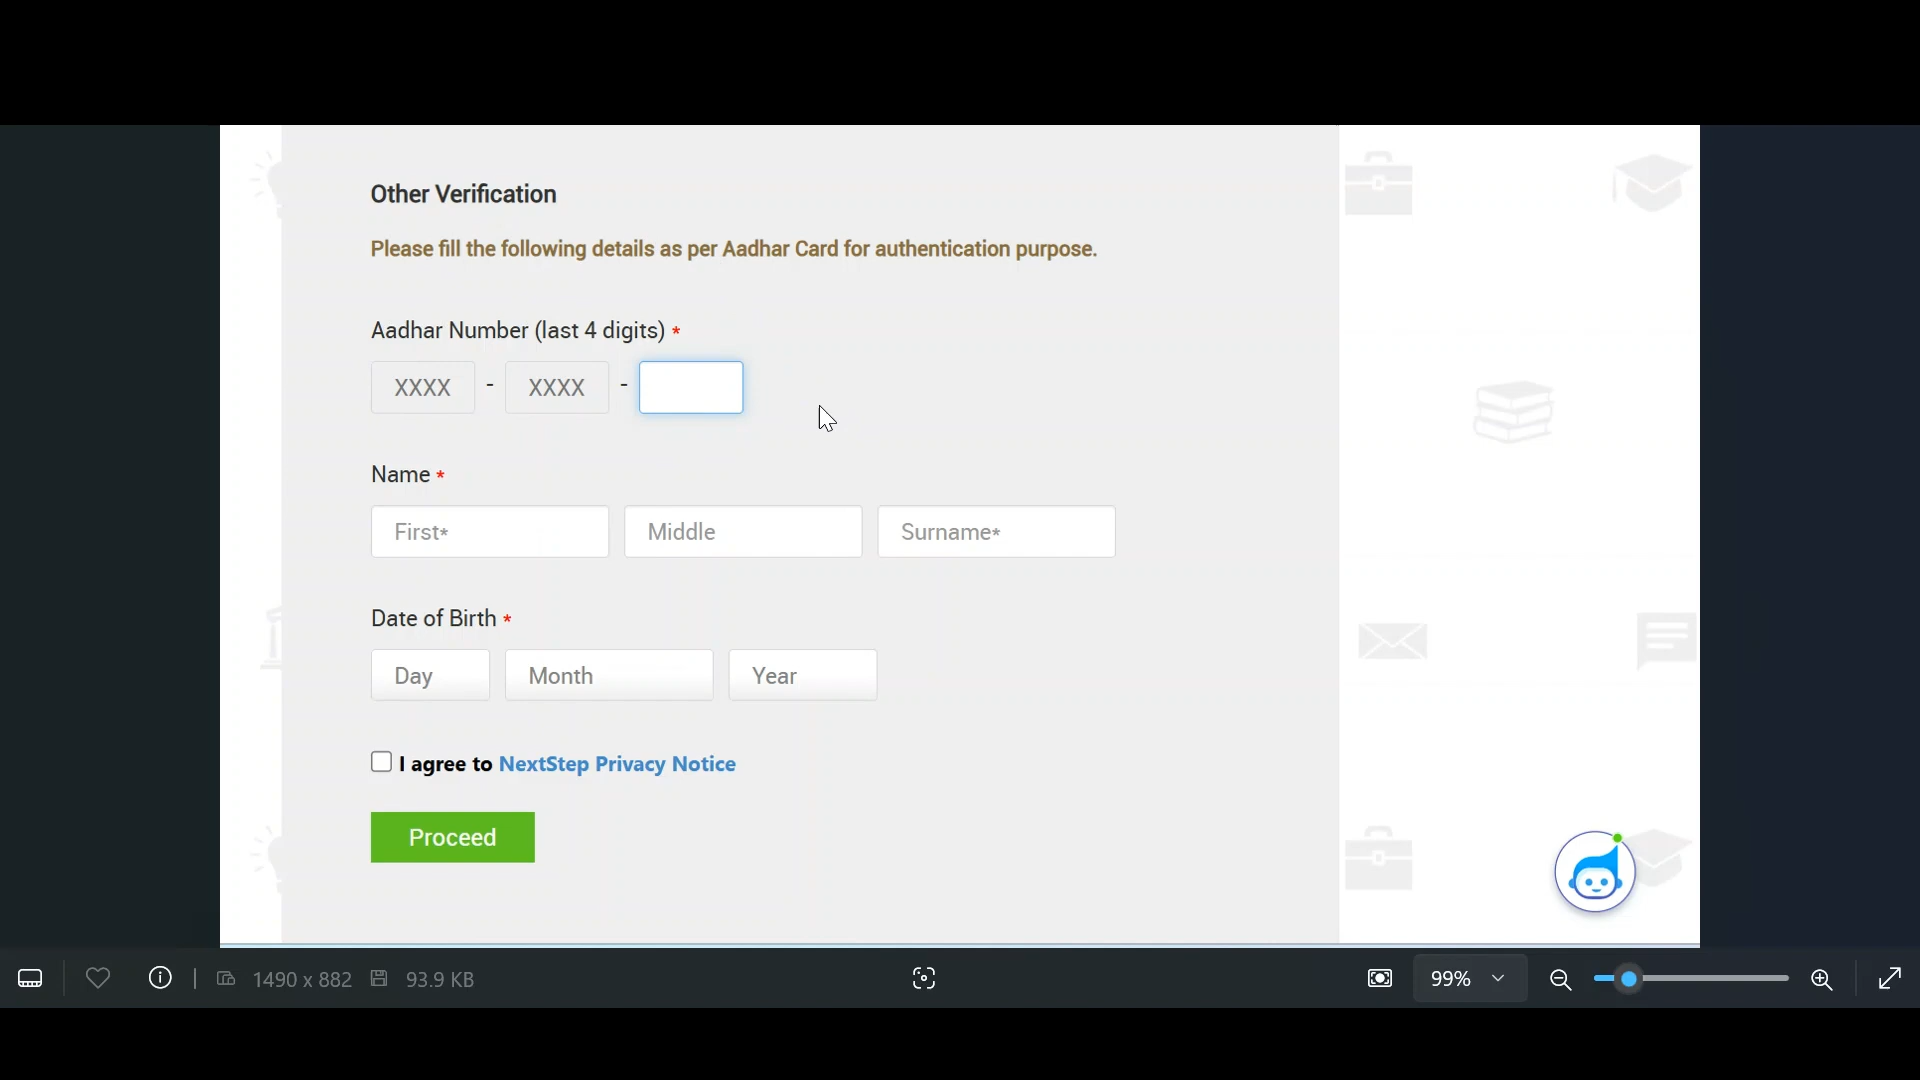 Other Verification
Please fill the following details as per Aadhar Card for authentication purpose.
Aadhar Number (last 4 digits) *
XXXX - XXXX -
Name *
First* Middle Surname*
Date of Birth *
Day Month Year
I agree to NextStep Privacy Notice
Proceed
1490 x 882 93.9 KB 99%